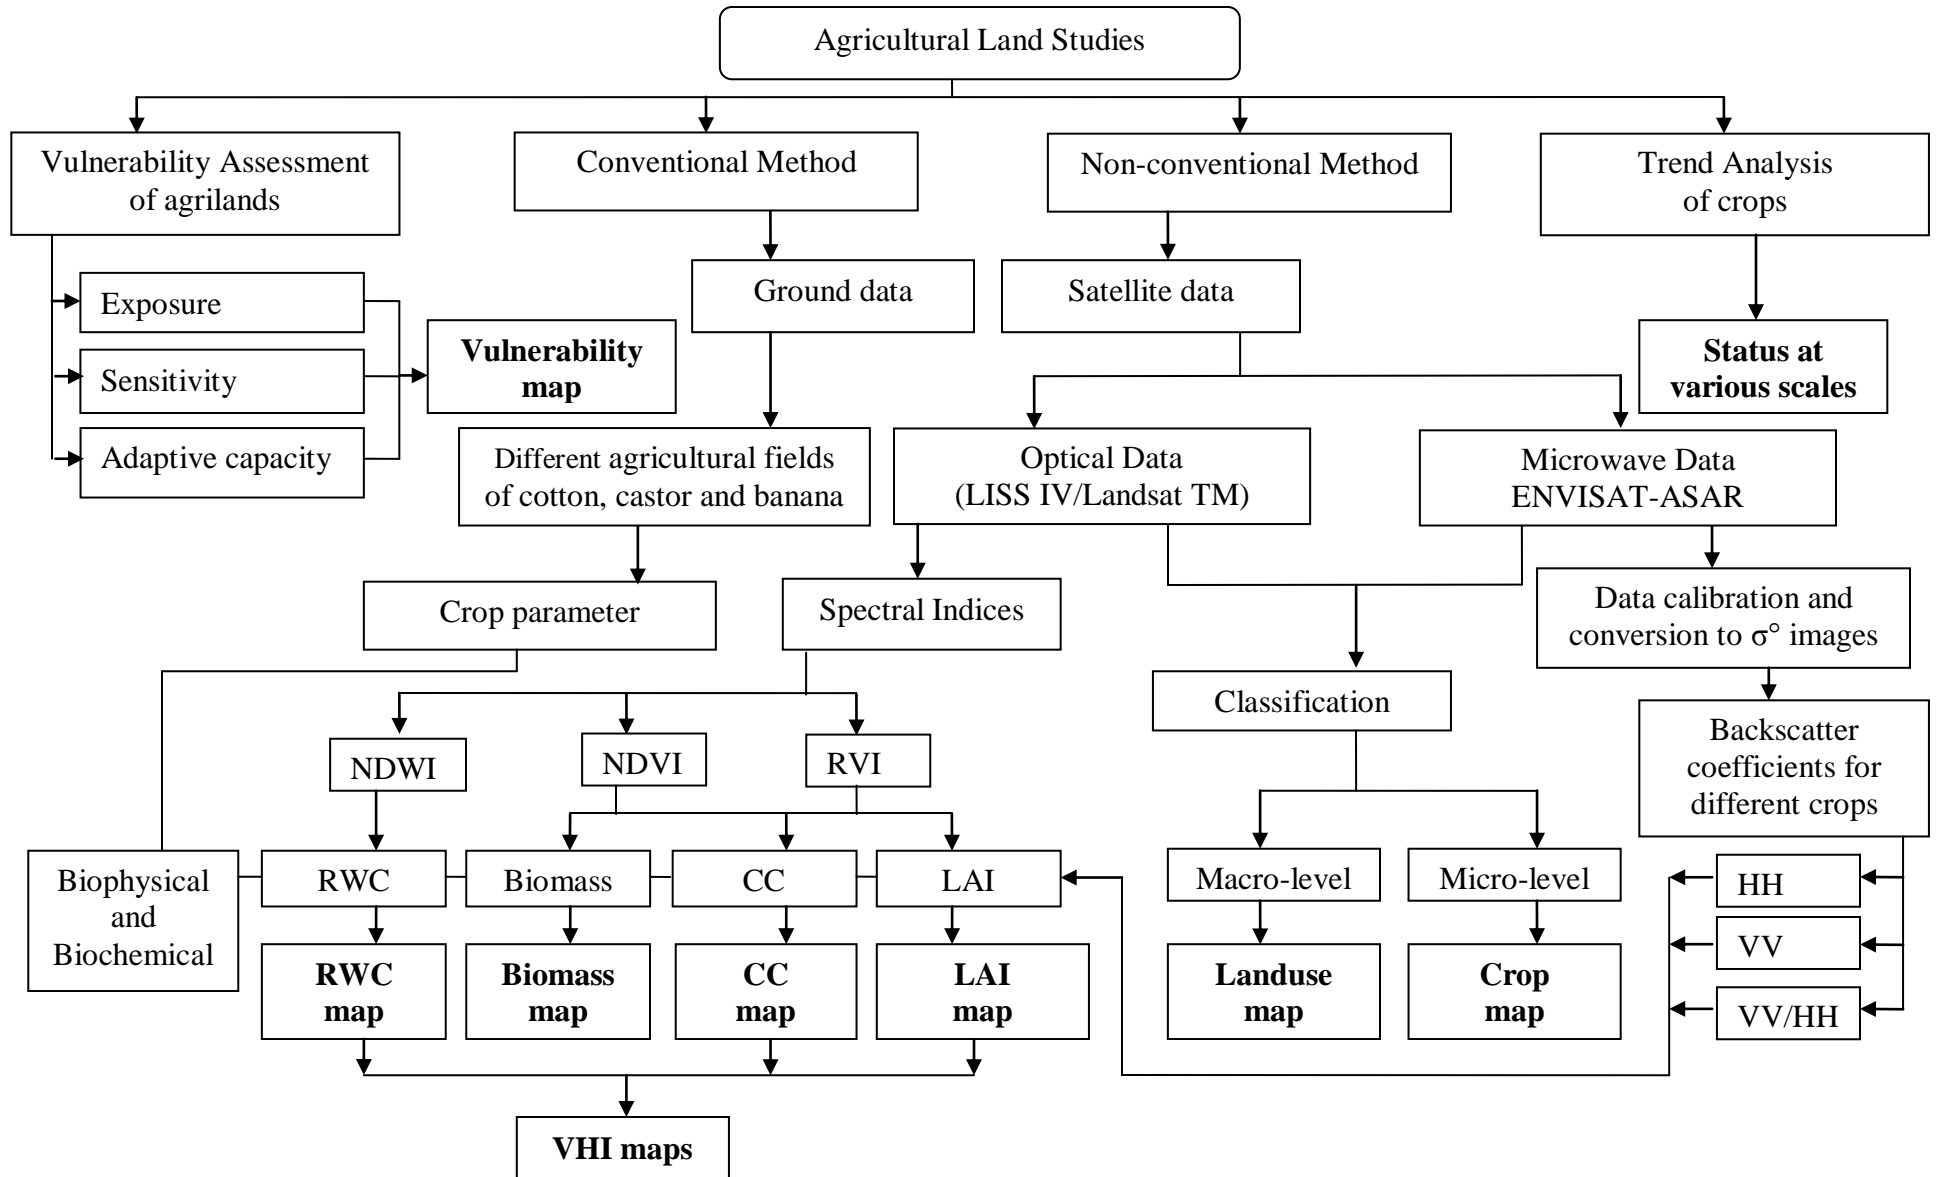 Agricultural Land Studies
Vulnerability Assessment
of agrilands
Conventional Method
Non-conventional Method
Trend Analysis
of crops
Exposure
Sensitivity
Adaptive capacity
Vulnerability
map
Ground data
Satellite data
Status at
various scales
Different agricultural fields
of cotton, castor and banana
Optical Data
(LISS IV/Landsat TM)
Microwave Data
ENVISAT-ASAR
Crop parameter
Spectral Indices
Data calibration and
conversion to σ° images
Classification
Backscatter
coefficients for
different crops
NDWI
NDVI
RVI
Biophysical
and
Biochemical
RWC
Biomass
CC
LAI
Macro-level
Micro-level
HH
VV
VV/HH
RWC
map
Biomass
map
CC
map
LAI
map
Landuse
map
Crop
map
VHI maps